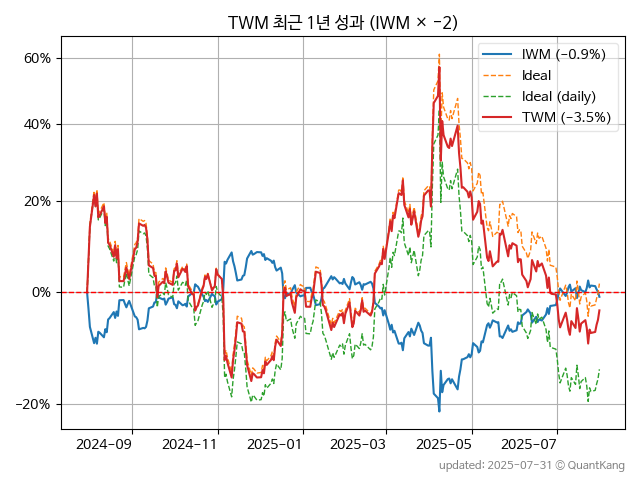 TWM 최근 1년 성과 (IWM × −2)
60%
40%
20%
0%
−20%
IWM (−0.9%)
Ideal
Ideal (daily)
TWM (−3.5%)
2024−09
2024−11
2025−01
2025−03
2025−05
2025−07
updated: 2025-07-31 © QuantKang